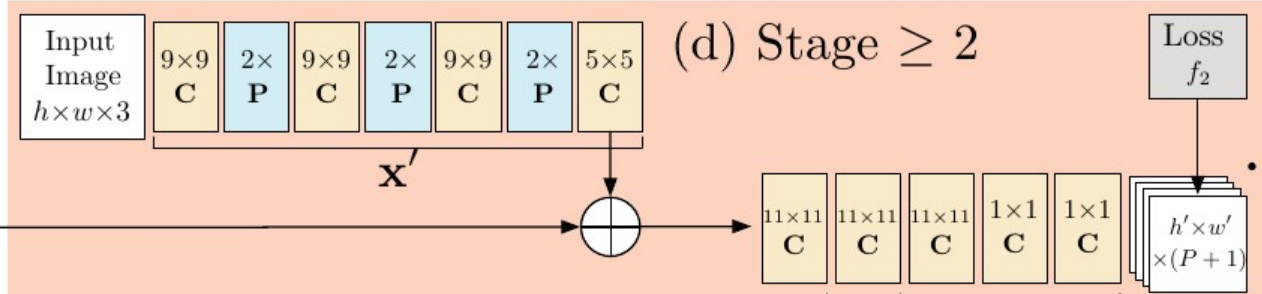 Input
Image
h×w×3
9×9
C
2×
P
9×9
C
2×
P
9×9
C
2×
P
5×5
C
(d) Stage ≥ 2
Loss
f₂
x′
11×11
C
11×11
C
11×11
C
1×1
C
1×1
C
h′×w′
×(P + 1)